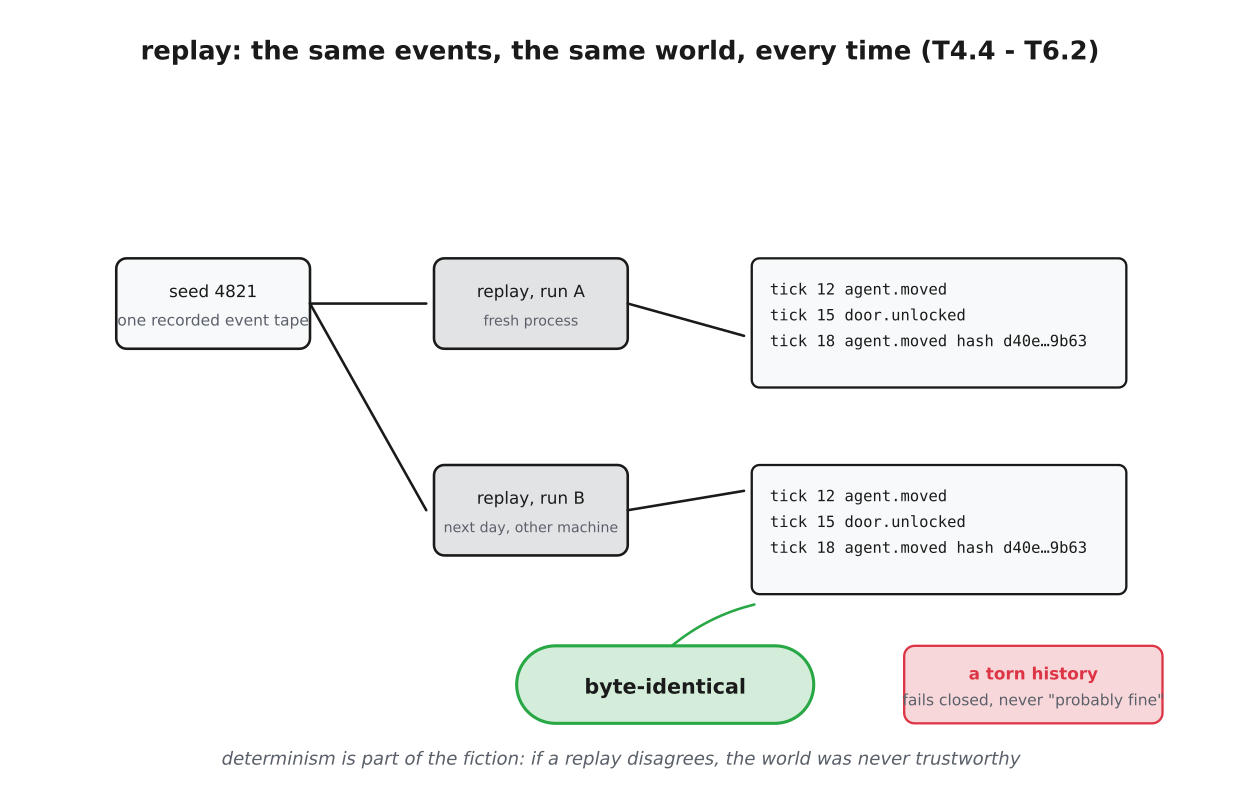 replay: the same events, the same world, every time (T4.4 - T6.2)
seed 4821
one recorded event tape
replay, run A
fresh process
tick 12 agent.moved
tick 15 door.unlocked
tick 18 agent.moved hash d40e…9b63
replay, run B
next day, other machine
tick 12 agent.moved
tick 15 door.unlocked
tick 18 agent.moved hash d40e…9b63
byte-identical
a torn history
fails closed, never "probably fine"
determinism is part of the fiction: if a replay disagrees, the world was never trustworthy